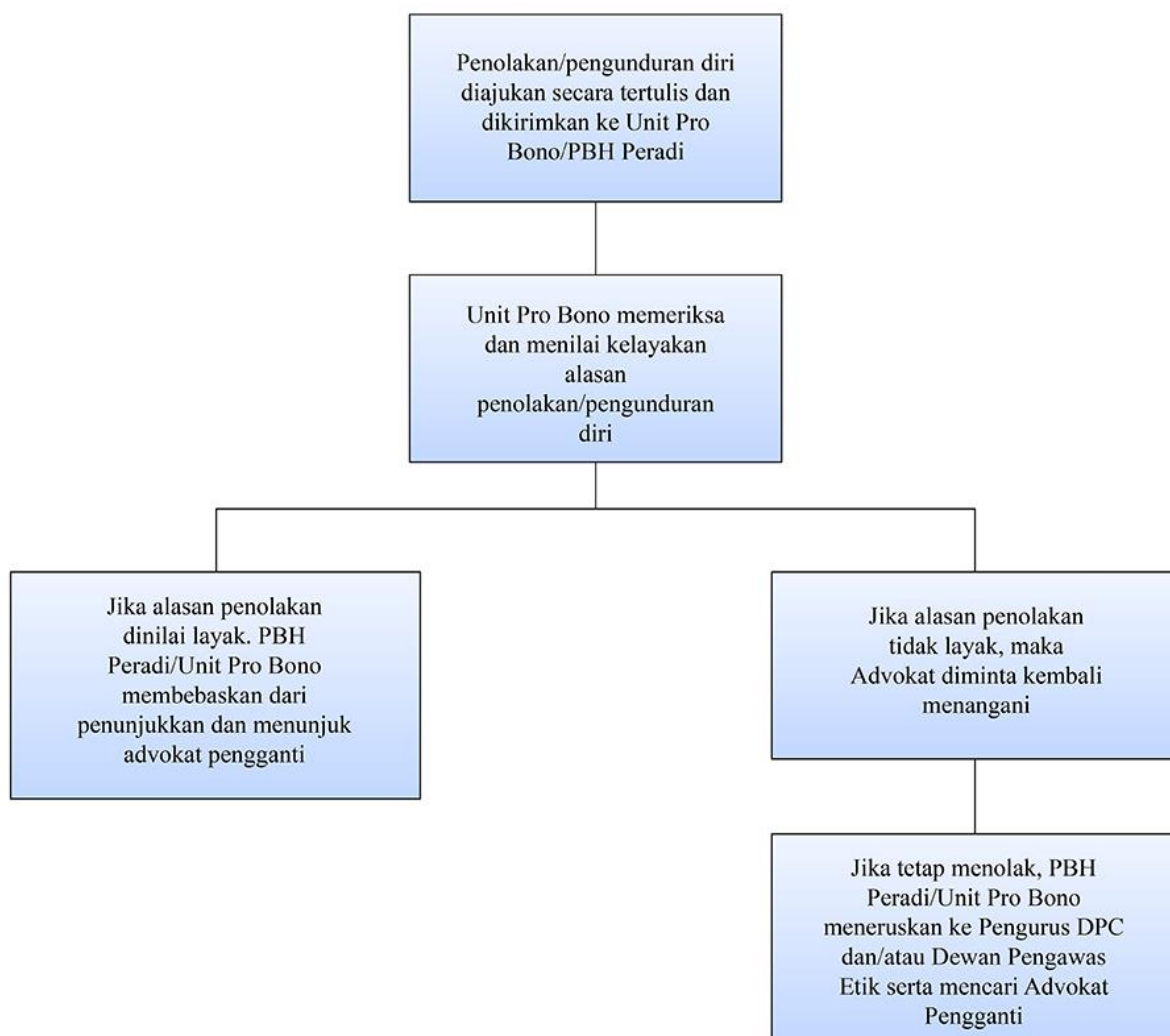 Penolakan/pengunduran diri
diajukan secara tertulis dan
dikirimkan ke Unit Pro
Bono/PBH Peradi
Unit Pro Bono memeriksa
dan menilai kelayakan
alasan
penolakan/pengunduran
diri
Jika alasan penolakan
dinilai layak. PBH
Peradi/Unit Pro Bono
membebaskan dari
penunjukkan dan menunjuk
advokat pengganti
Jika alasan penolakan
tidak layak, maka
Advokat diminta kembali
menangani
Jika tetap menolak, PBH
Peradi/Unit Pro Bono
meneruskan ke Pengurus DPC
dan/atau Dewan Pengawas
Etik serta mencari Advokat
Pengganti